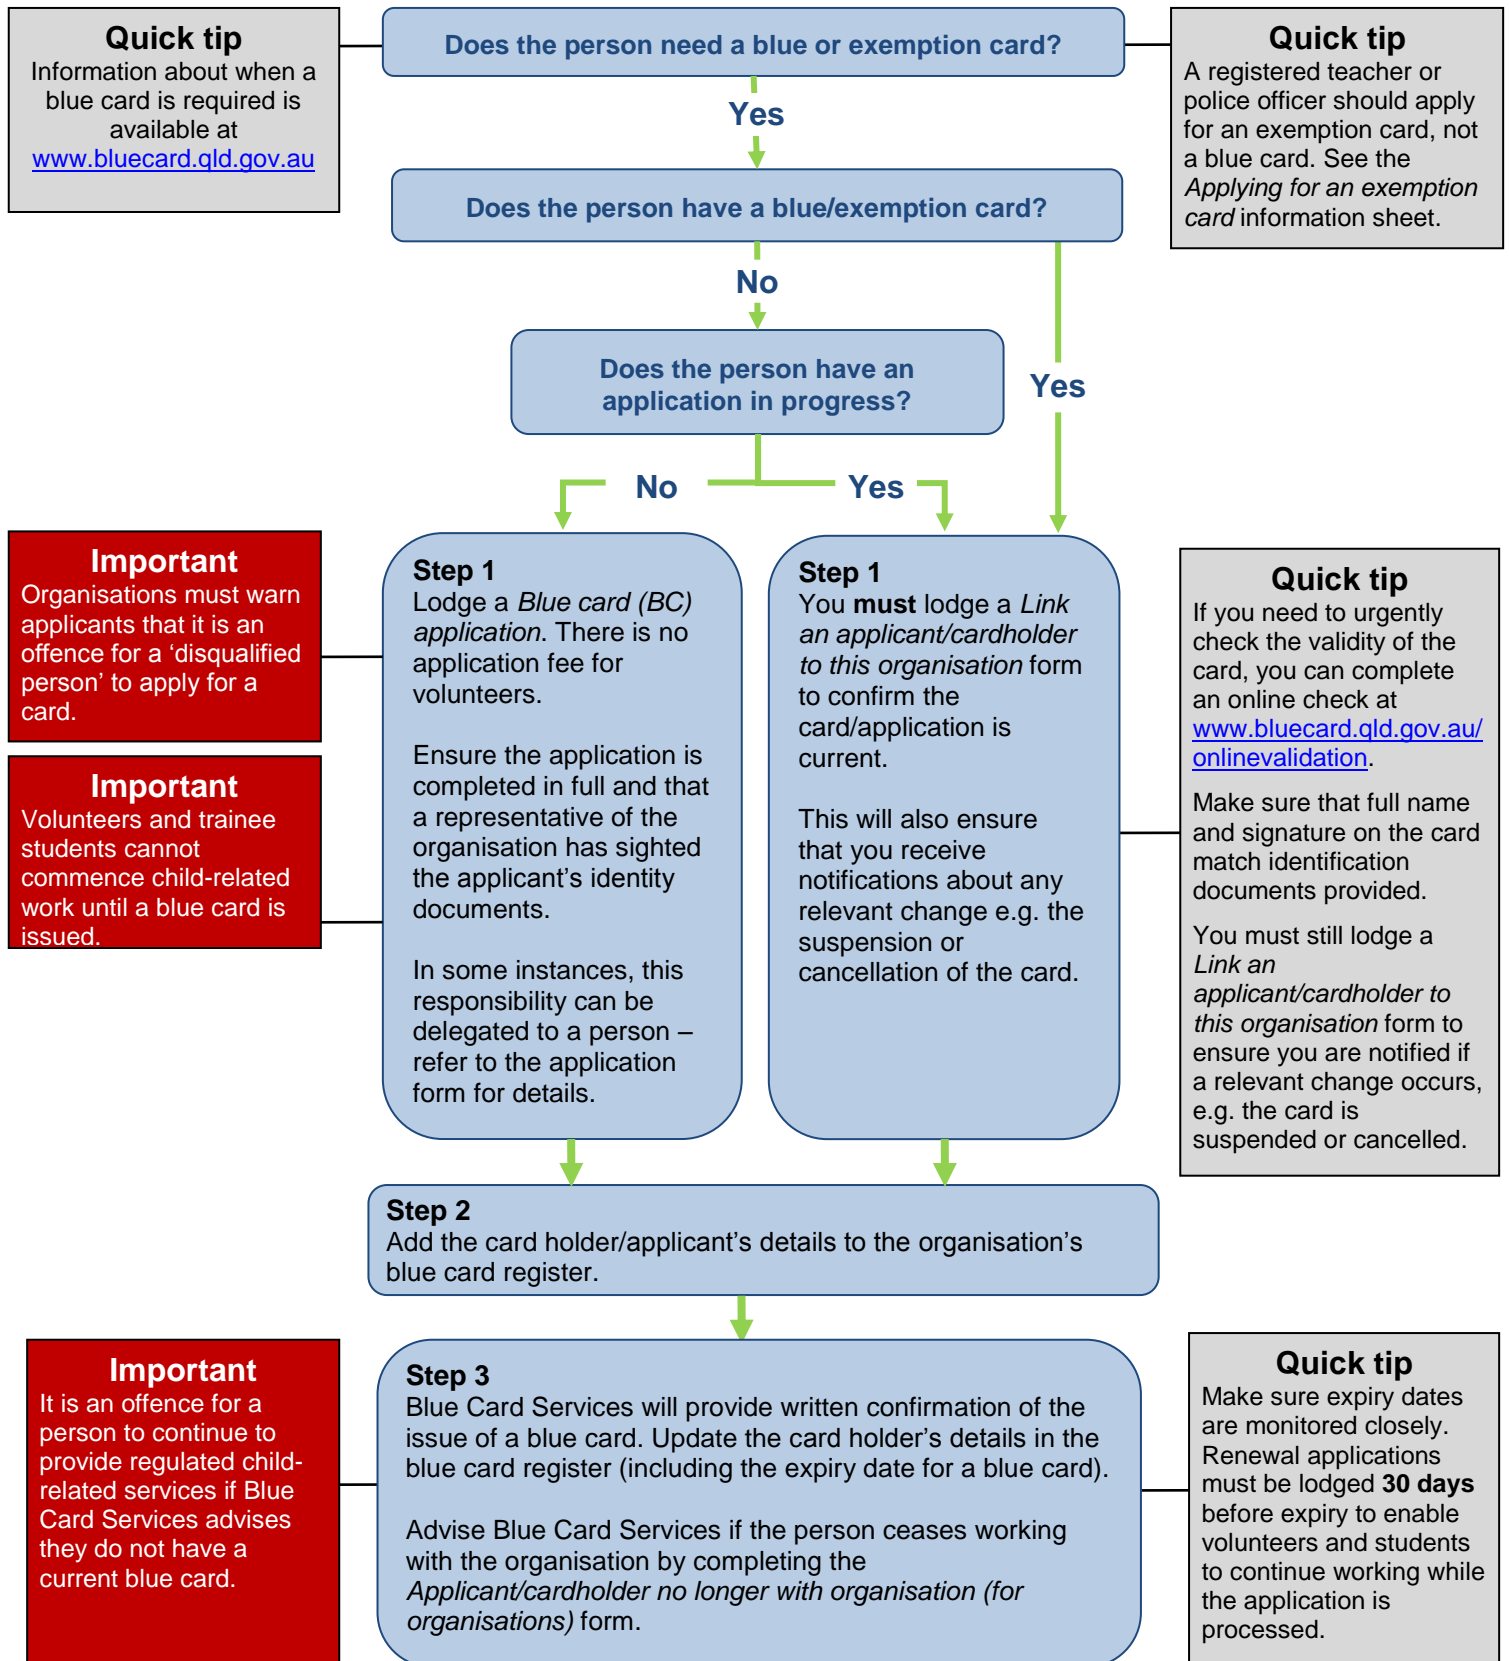 Quick tip
Information about when a
blue card is required is
available at
www.bluecard.qld.gov.au
Does the person need a blue or exemption card?
Quick tip
A registered teacher or
police officer should apply
for an exemption card, not
a blue card. See the
Applying for an exemption
card information sheet.
Yes
Does the person have a blue/exemption card?
No
Yes
Does the person have an
application in progress?
No
Yes
Important
Organisations must warn
applicants that it is an
offence for a ‘disqualified
person’ to apply for a
card.
Important
Volunteers and trainee
students cannot
commence child-related
work until a blue card is
issued.
Step 1
Lodge a Blue card (BC)
application. There is no
application fee for
volunteers.
Ensure the application is
completed in full and that
a representative of the
organisation has sighted
the applicant’s identity
documents.
In some instances, this
responsibility can be
delegated to a person –
refer to the application
form for details.
Step 1
You must lodge a Link
an applicant/cardholder
to this organisation form
to confirm the
card/application is
current.
This will also ensure
that you receive
notifications about any
relevant change e.g. the
suspension or
cancellation of the card.
Quick tip
If you need to urgently
check the validity of the
card, you can complete
an online check at
www.bluecard.qld.gov.au/
onlinevalidation.
Make sure that full name
and signature on the card
match identification
documents provided.
You must still lodge a
Link an
applicant/cardholder to
this organisation form to
ensure you are notified if
a relevant change occurs,
e.g. the card is
suspended or cancelled.
Step 2
Add the card holder/applicant’s details to the organisation’s
blue card register.
Important
It is an offence for a
person to continue to
provide regulated child-
related services if Blue
Card Services advises
they do not have a
current blue card.
Step 3
Blue Card Services will provide written confirmation of the
issue of a blue card. Update the card holder’s details in the
blue card register (including the expiry date for a blue card).
Advise Blue Card Services if the person ceases working
with the organisation by completing the
Applicant/cardholder no longer with organisation (for
organisations) form.
Quick tip
Make sure expiry dates
are monitored closely.
Renewal applications
must be lodged 30 days
before expiry to enable
volunteers and students
to continue working while
the application is
processed.